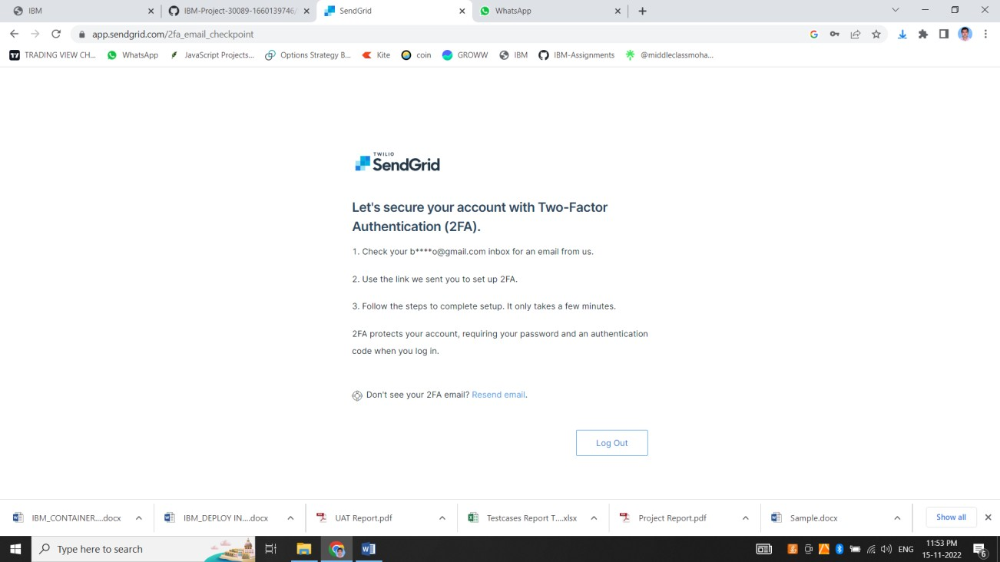 IBM
IBM-Project-30089-1660139746/
SendGrid
WhatsApp
app.sendgrid.com/2fa_email_checkpoint
TRADING VIEW CH...
WhatsApp
JavaScript Projects...
Options Strategy B...
Kite
coin
GROWW
IBM
IBM-Assignments
@middleclassmoha...
TWILIO
SendGrid
Let's secure your account with Two-Factor
Authentication (2FA).
1. Check your b****o@gmail.com inbox for an email from us.
2. Use the link we sent you to set up 2FA.
3. Follow the steps to complete setup. It only takes a few minutes.
2FA protects your account, requiring your password and an authentication
code when you log in.
Don't see your 2FA email? Resend email.
Log Out
IBM_CONTAINER....docx
IBM_DEPLOY IN....docx
UAT Report.pdf
Testcases Report T....xlsx
Project Report.pdf
Sample.docx
Show all
Type here to search
ENG
11:53 PM
15-11-2022
6